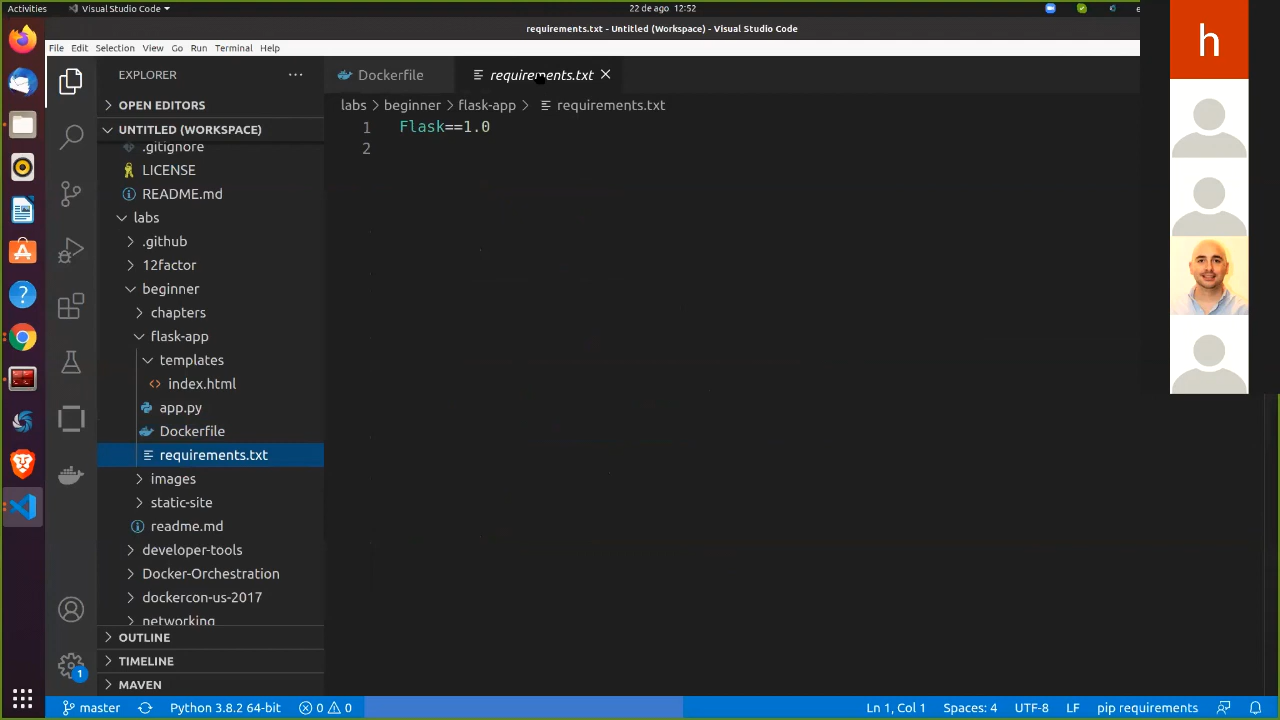 Activities
Visual Studio Code
22 de ago 12:52
requirements.txt - Untitled (Workspace) - Visual Studio Code
File Edit Selection View Go Run Terminal Help
EXPLORER
Dockerfile
requirements.txt
OPEN EDITORS
labs > beginner > flask-app > requirements.txt
UNTITLED (WORKSPACE)
1 Flask==1.0
2
.gitignore
LICENSE
README.md
labs
.github
12factor
beginner
chapters
flask-app
templates
index.html
app.py
Dockerfile
requirements.txt
images
static-site
readme.md
developer-tools
Docker-Orchestration
dockercon-us-2017
networking
OUTLINE
TIMELINE
MAVEN
h
1
master
Python 3.8.2 64-bit
0 0
Ln 1, Col 1
Spaces: 4
UTF-8
LF
pip requirements